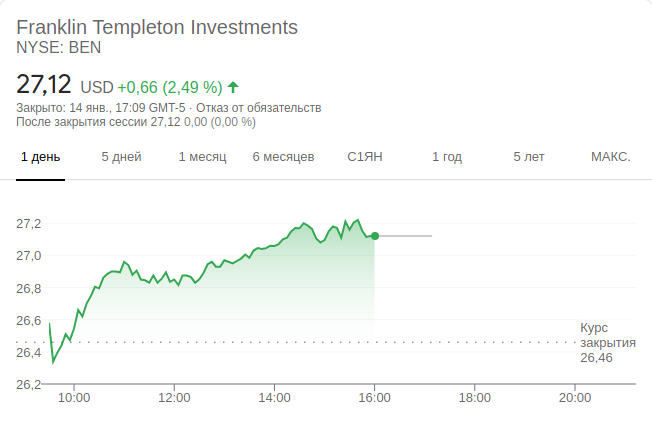 Franklin Templeton Investments
NYSE: BEN
27,12 USD +0,66 (2,49 %)
Закрыто: 14 янв., 17:09 GMT-5 · Отказ от обязательств
После закрытия сессии 27,12 0,00 (0,00 %)
1 день 5 дней 1 месяц 6 месяцев С1ЯН 1 год 5 лет МАКС.
27,2
27,0
26,8
26,6
26,4
26,2
Курс
закрытия
26,46
10:00 12:00 14:00 16:00 18:00 20:00